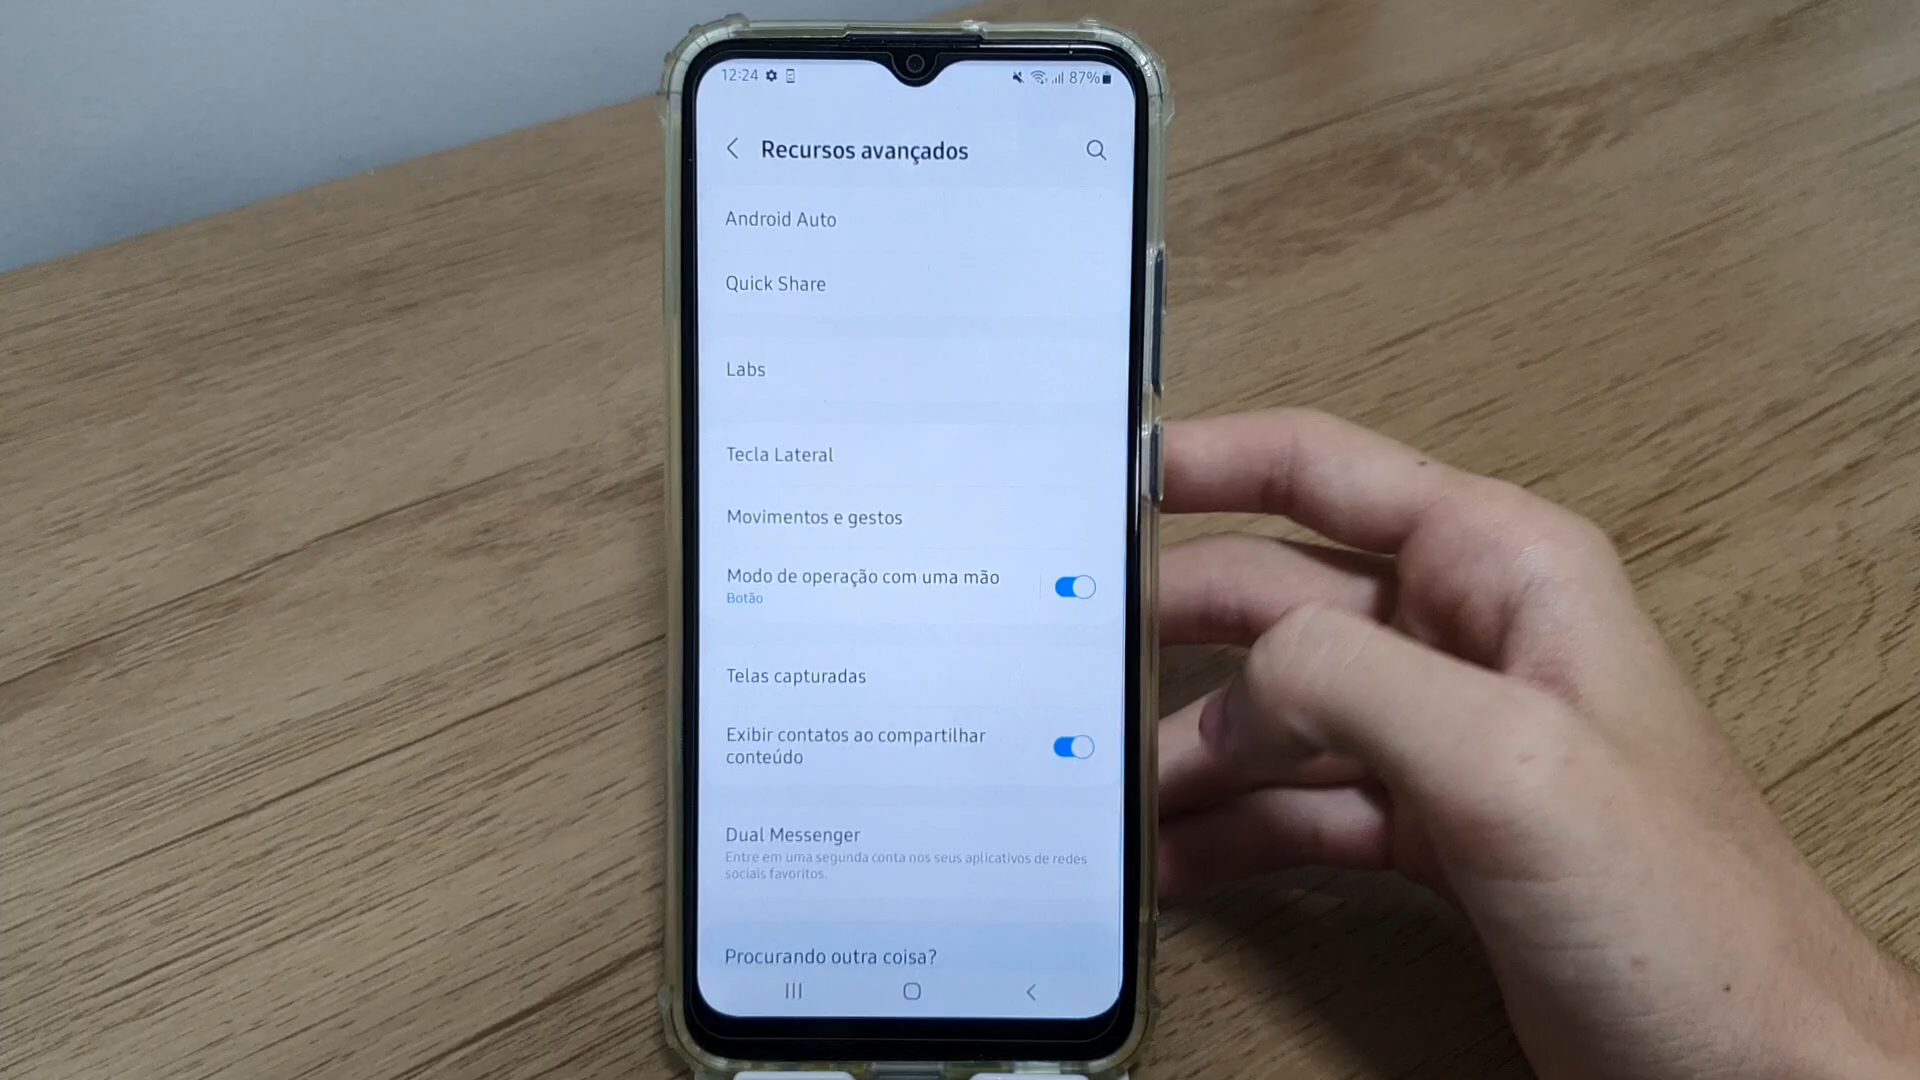 12:24
87%
Recursos avançados
Android Auto
Quick Share
Labs
Tecla Lateral
Movimentos e gestos
Modo de operação com uma mão
Botão
Telas capturadas
Exibir contatos ao compartilhar
conteúdo
Dual Messenger
Entre em uma segunda conta nos seus aplicativos de redes
sociais favoritos.
Procurando outra coisa?